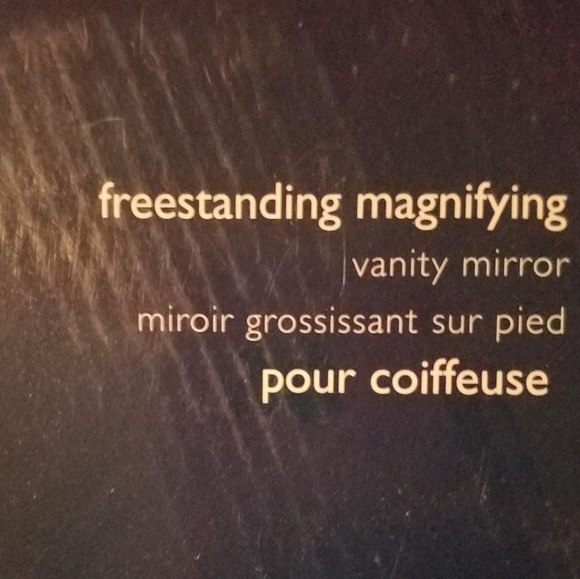 freestanding magnifying
vanity mirror
miroir grossissant sur pied
pour coiffeuse